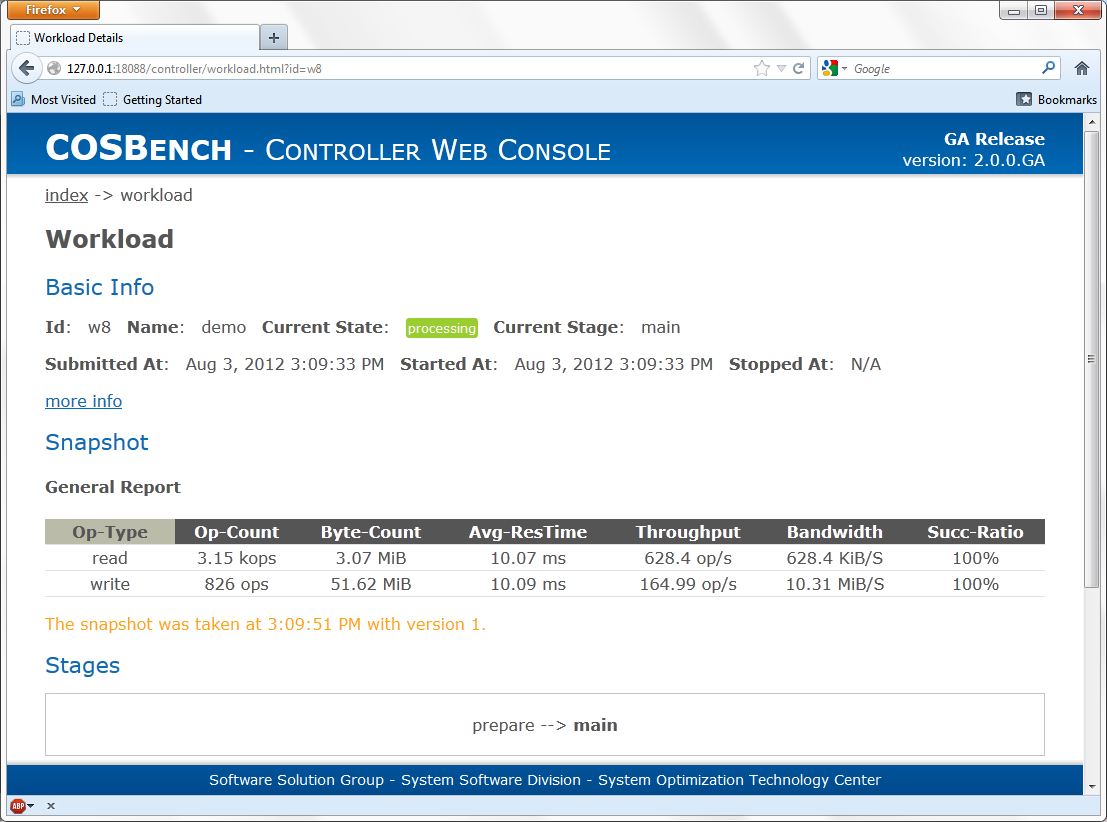 Firefox
Workload Details
127.0.0.1:18088/controller/workload.html?id=w8
Google
Most Visited Getting Started Bookmarks
COSBENCH - CONTROLLER WEB CONSOLE
GA Release
version: 2.0.0.GA
index -> workload
Workload
Basic Info
Id: w8 Name: demo Current State: processing Current Stage: main
Submitted At: Aug 3, 2012 3:09:33 PM Started At: Aug 3, 2012 3:09:33 PM Stopped At: N/A
more info
Snapshot
General Report
Op-Type Op-Count Byte-Count Avg-ResTime Throughput Bandwidth Succ-Ratio
read 3.15 kops 3.07 MiB 10.07 ms 628.4 op/s 628.4 KiB/S 100%
write 826 ops 51.62 MiB 10.09 ms 164.99 op/s 10.31 MiB/S 100%
The snapshot was taken at 3:09:51 PM with version 1.
Stages
prepare --> main
Software Solution Group - System Software Division - System Optimization Technology Center
ABP